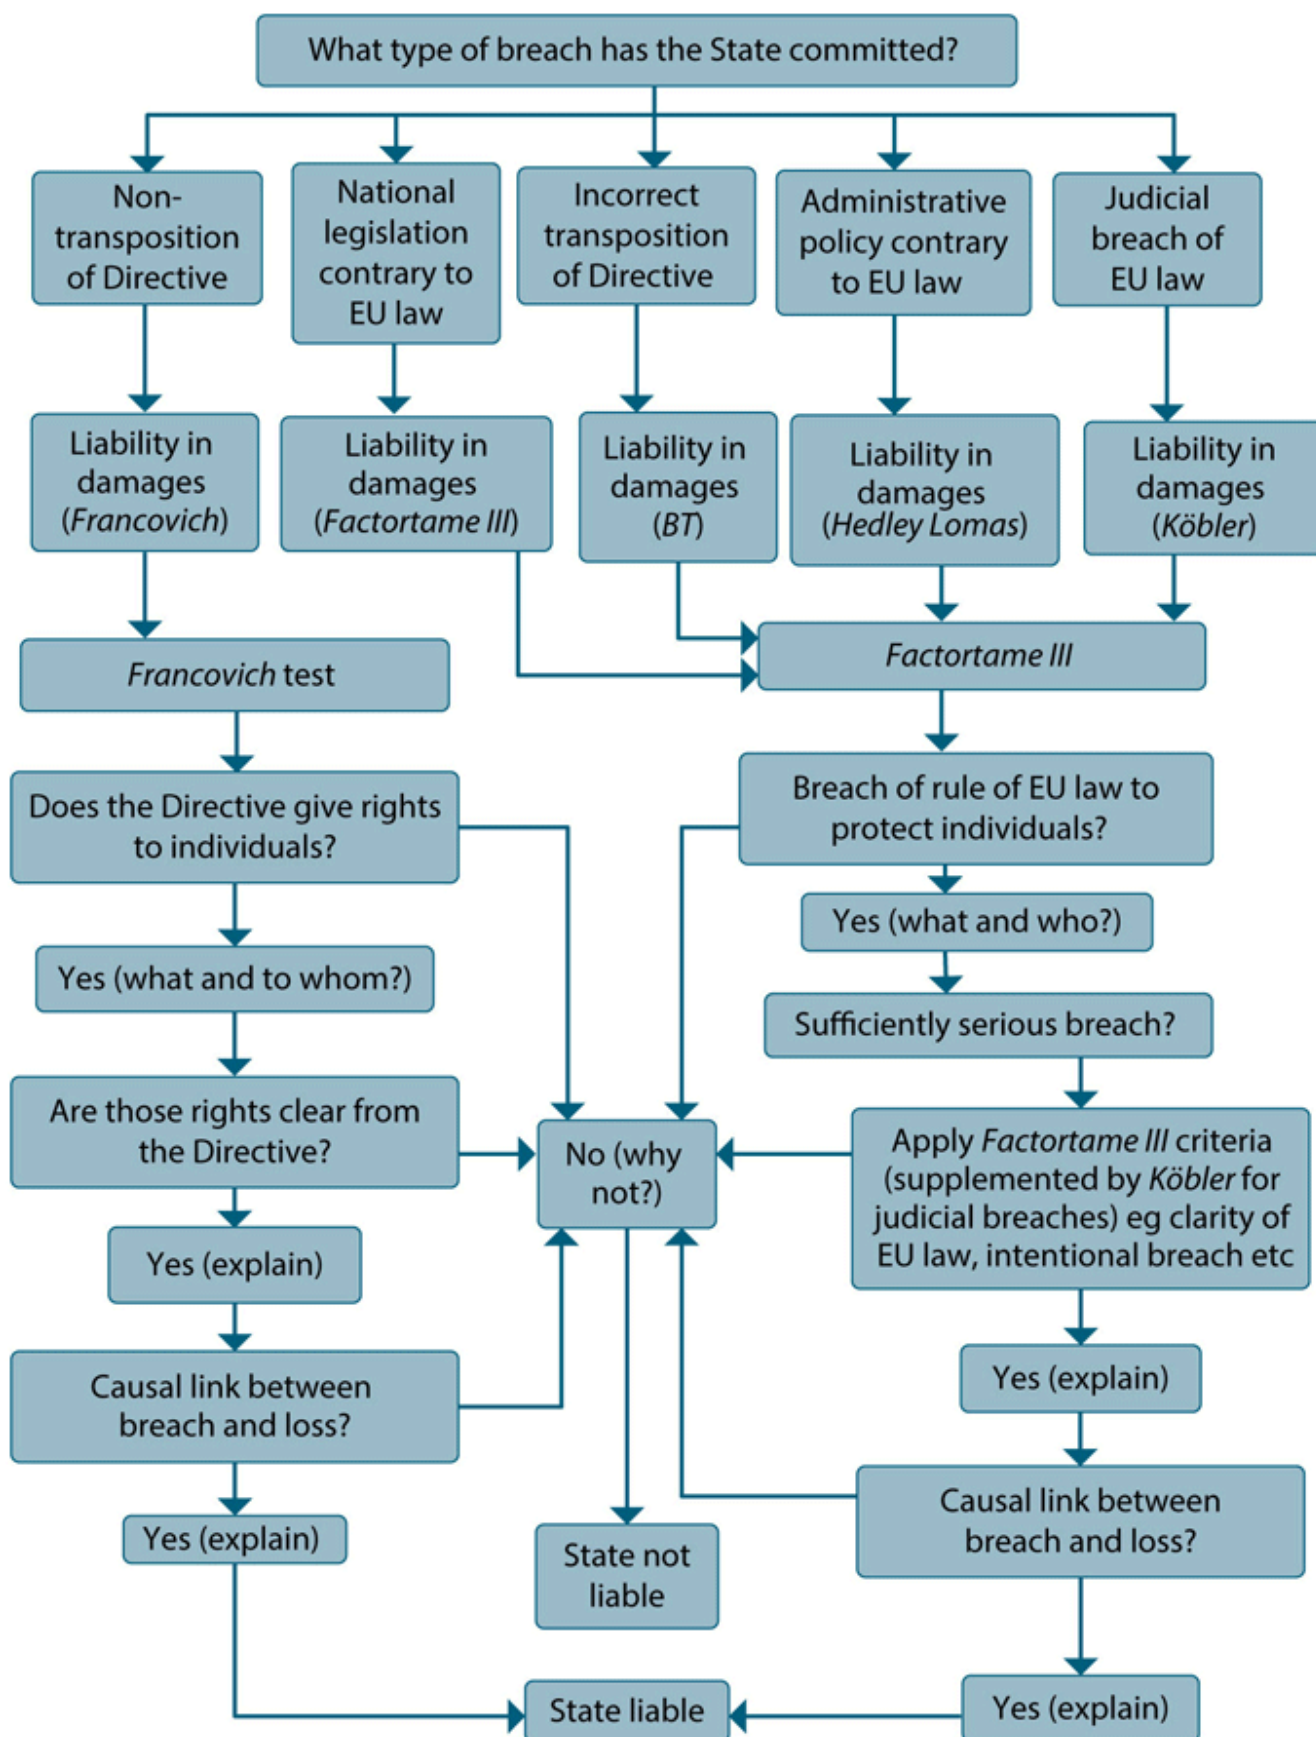 What type of breach has the State committed?
Non-
transposition
of Directive
National
legislation
contrary to
EU law
Incorrect
transposition
of Directive
Administrative
policy contrary
to EU law
Judicial
breach of
EU law
Liability in
damages
(Francovich)
Liability in
damages
(Factortame III)
Liability in
damages
(BT)
Liability in
damages
(Hedley Lomas)
Liability in
damages
(Köbler)
Francovich test
Factortame III
Does the Directive give rights
to individuals?
Breach of rule of EU law to
protect individuals?
Yes (what and to whom?)
Yes (what and who?)
Sufficiently serious breach?
Are those rights clear from
the Directive?
No (why
not?)
Apply Factortame III criteria
(supplemented by Köbler for
judicial breaches) eg clarity of
EU law, intentional breach etc
Yes (explain)
Yes (explain)
Causal link between
breach and loss?
Causal link between
breach and loss?
Yes (explain)
State not
liable
State liable
Yes (explain)